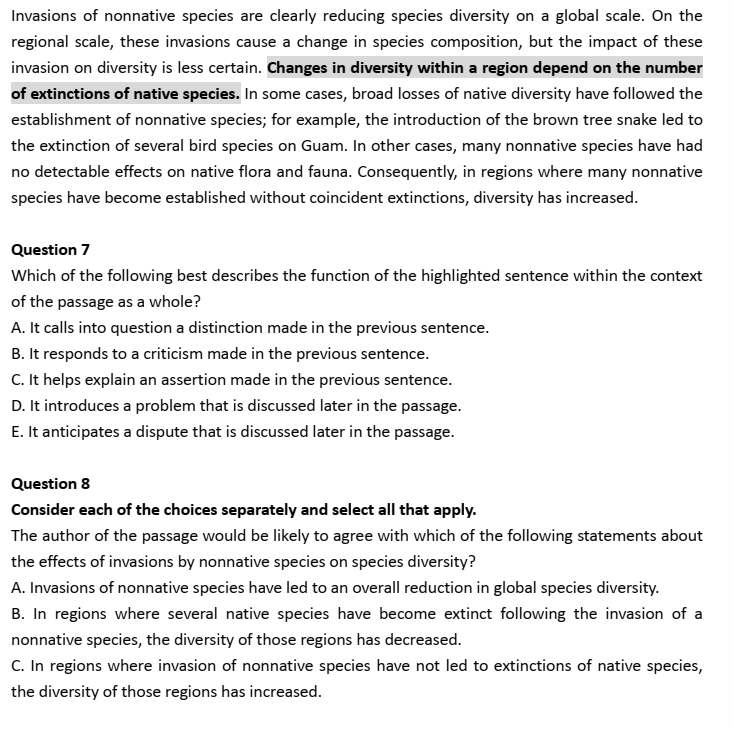 Invasions of nonnative species are clearly reducing species diversity on a global scale. On the
regional scale, these invasions cause a change in species composition, but the impact of these
invasion on diversity is less certain. Changes in diversity within a region depend on the number
of extinctions of native species. In some cases, broad losses of native diversity have followed the
establishment of nonnative species; for example, the introduction of the brown tree snake led to
the extinction of several bird species on Guam. In other cases, many nonnative species have had
no detectable effects on native flora and fauna. Consequently, in regions where many nonnative
species have become established without coincident extinctions, diversity has increased.
Question 7
Which of the following best describes the function of the highlighted sentence within the context
of the passage as a whole?
A. It calls into question a distinction made in the previous sentence.
B. It responds to a criticism made in the previous sentence.
C. It helps explain an assertion made in the previous sentence.
D. It introduces a problem that is discussed later in the passage.
E. It anticipates a dispute that is discussed later in the passage.
Question 8
Consider each of the choices separately and select all that apply.
The author of the passage would be likely to agree with which of the following statements about
the effects of invasions by nonnative species on species diversity?
A. Invasions of nonnative species have led to an overall reduction in global species diversity.
B. In regions where several native species have become extinct following the invasion of a
nonnative species, the diversity of those regions has decreased.
C. In regions where invasion of nonnative species have not led to extinctions of native species,
the diversity of those regions has increased.